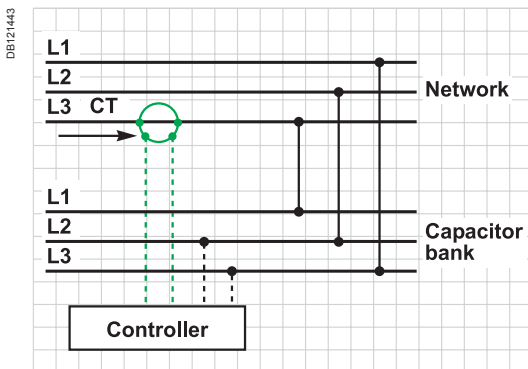 DB121443
L1
L2
L3 CT
Network
L1
L2
L3
Capacitor
bank
Controller